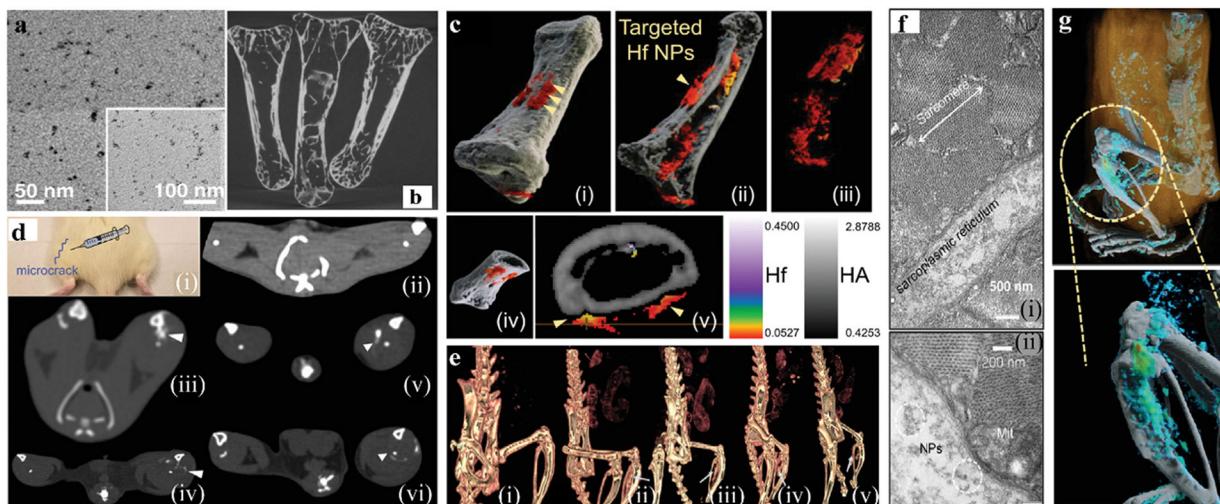 a
50 nm
100 nm
b
c
Targeted
Hf NPs
(i)
(ii)
(iii)
(iv)
(v)
0.4500
Hf
0.0527
2.8788
HA
0.4253
d
microcrack
(i)
(ii)
(iii)
(v)
(iv)
(vi)
e
(i)
(ii)
(iii)
(iv)
(v)
f
Sarcomere
sarcoplasmic reticulum
500 nm
(i)
(ii)
200 nm
Mit
NPs
g